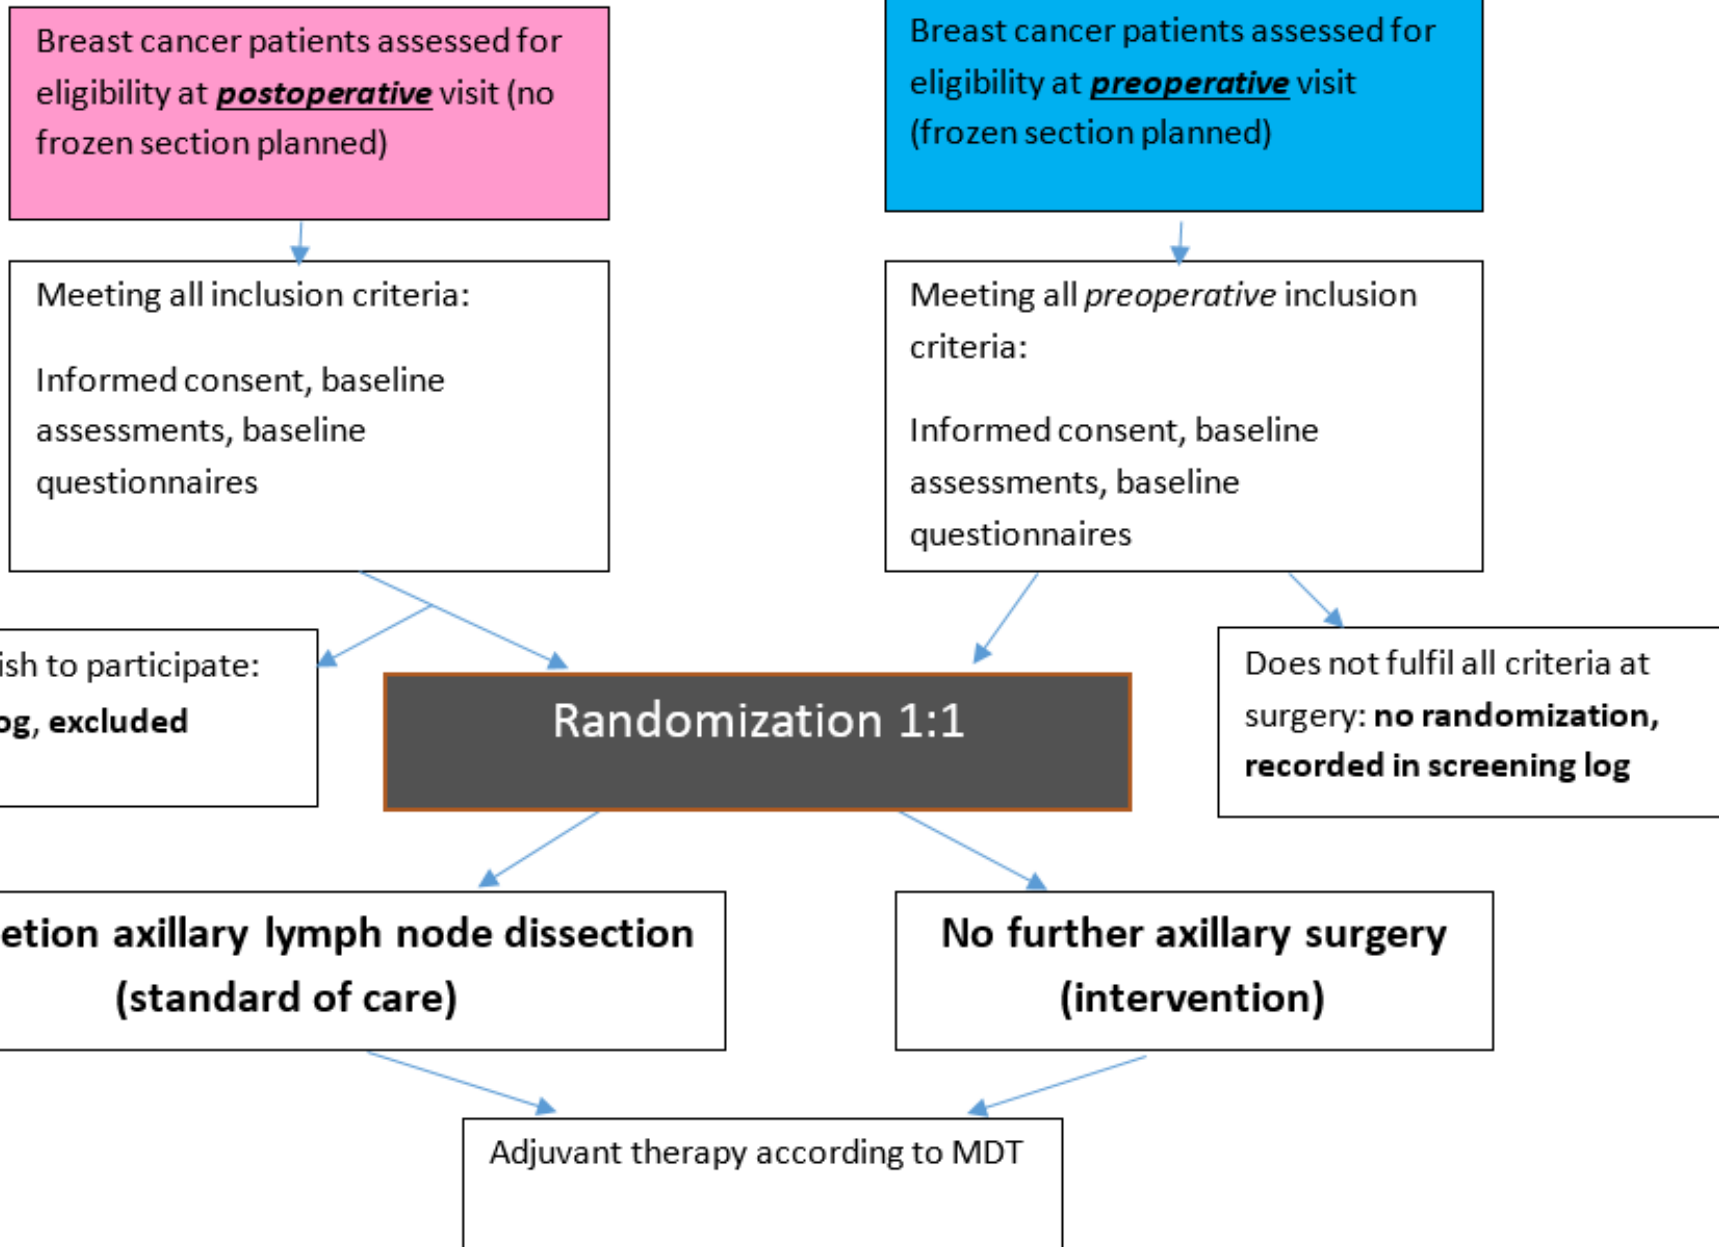 Breast cancer patients assessed for
eligibility at postoperative visit (no
frozen section planned)
Breast cancer patients assessed for
eligibility at preoperative visit
(frozen section planned)
Meeting all inclusion criteria:
Informed consent, baseline
assessments, baseline
questionnaires
Meeting all preoperative inclusion
criteria:
Informed consent, baseline
assessments, baseline
questionnaires
to participate:
excluded
Randomization 1:1
Does not fulfil all criteria at
surgery: no randomization,
recorded in screening log
axillary lymph node dissection
(standard of care)
No further axillary surgery
(intervention)
Adjuvant therapy according to MDT